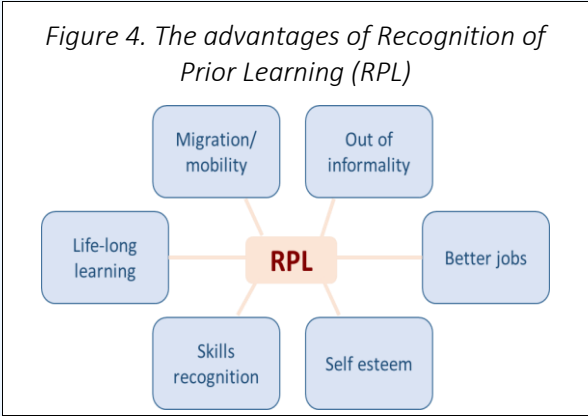 Figure 4. The advantages of Recognition of
Prior Learning (RPL)
Migration/
mobility
Out of
informality
Life-long
learning
RPL
Better jobs
Skills
recognition
Self esteem